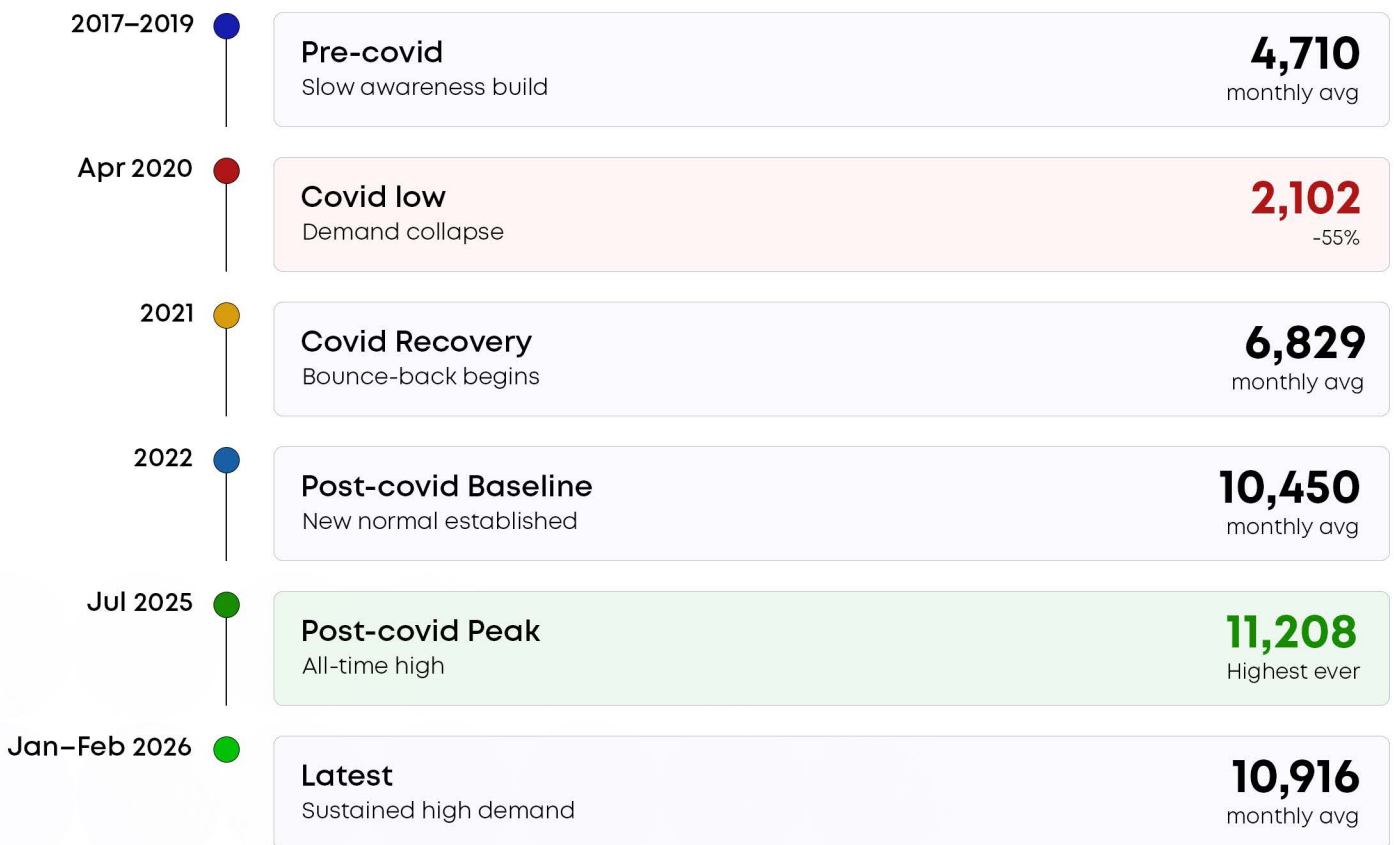 2017–2019
Pre-covid
Slow awareness build
4,710
monthly avg
Apr 2020
Covid low
Demand collapse
2,102
-55%
2021
Covid Recovery
Bounce-back begins
6,829
monthly avg
2022
Post-covid Baseline
New normal established
10,450
monthly avg
Jul 2025
Post-covid Peak
All-time high
11,208
Highest ever
Jan–Feb 2026
Latest
Sustained high demand
10,916
monthly avg